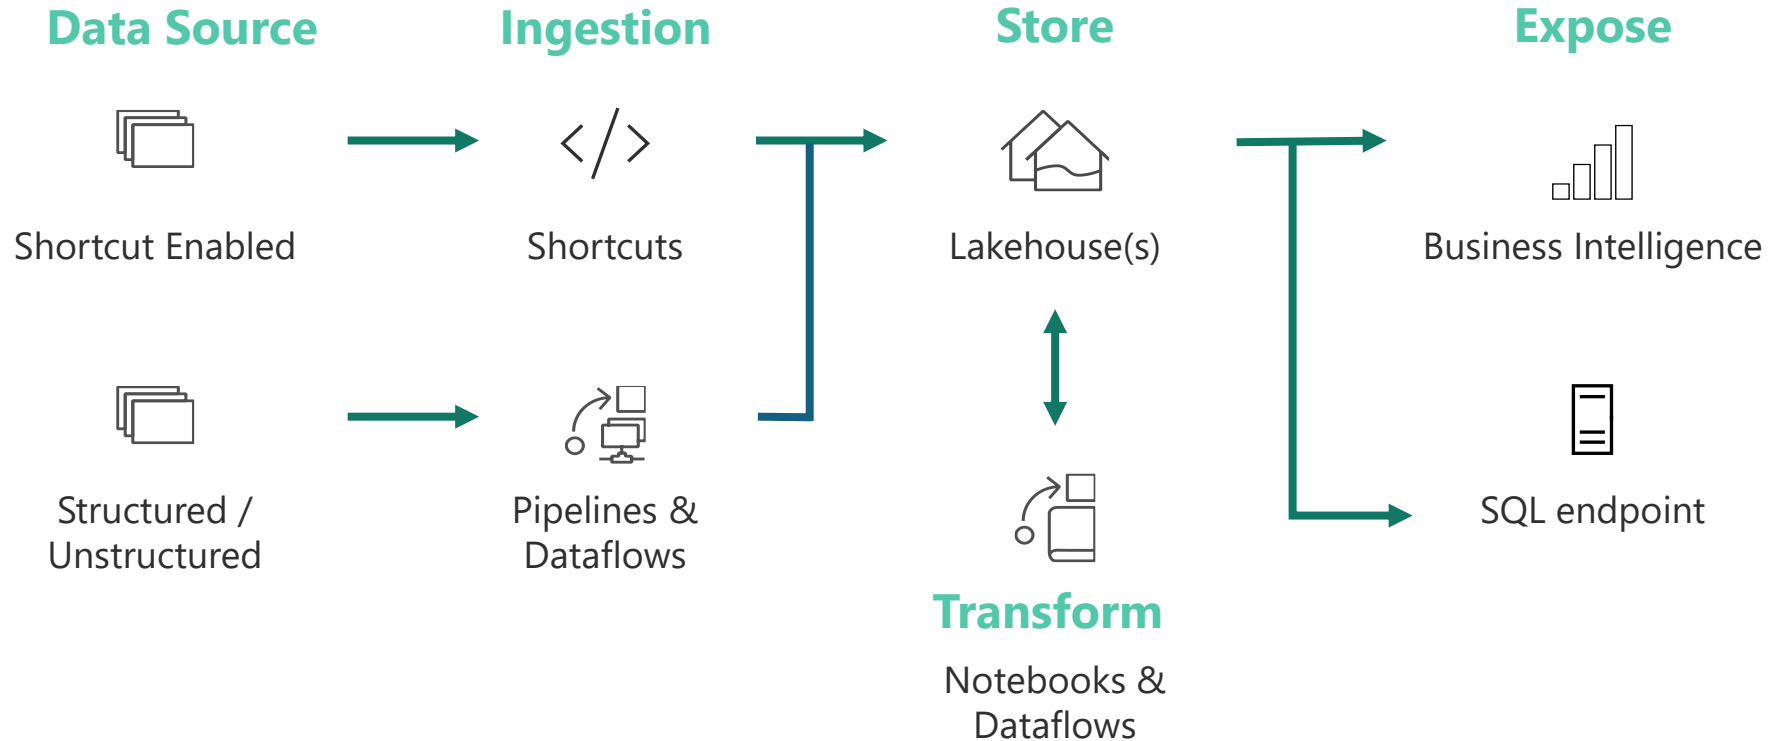 Data Source
Ingestion
Store
Expose
Shortcut Enabled
Shortcuts
Lakehouse(s)
Business Intelligence
Structured /
Unstructured
Pipelines &
Dataflows
SQL endpoint
Transform
Notebooks &
Dataflows